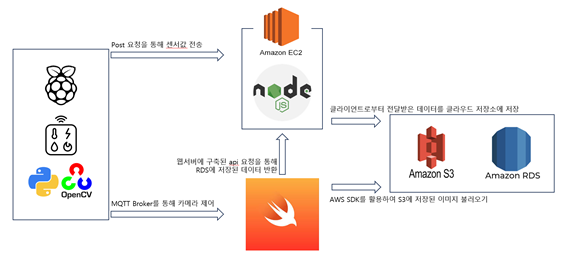 Post 요청을 통해 센서값 전송
Amazon EC2
node
JS
클라이언트로부터 전달받은 데이터를 클라우드 저장소에 저장
웹서버에 구축된 api 요청을 통해
RDS에 저장된 데이터 반환
OpenCV
Amazon S3
Amazon RDS
MQTT Broker를 통해 카메라 제어
AWS SDK를 활용하여 S3에 저장된 이미지 불러오기